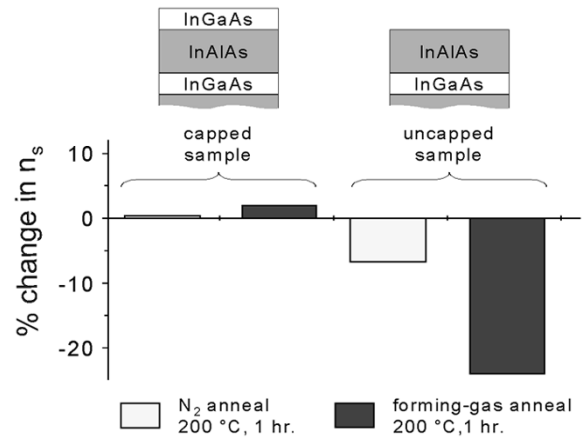 InGaAs
InAlAs
InGaAs
InAlAs
InGaAs
capped
sample
uncapped
sample
% change in nₛ
10
0
-10
-20
N₂ anneal
200 °C, 1 hr.
forming-gas anneal
200 °C,1 hr.